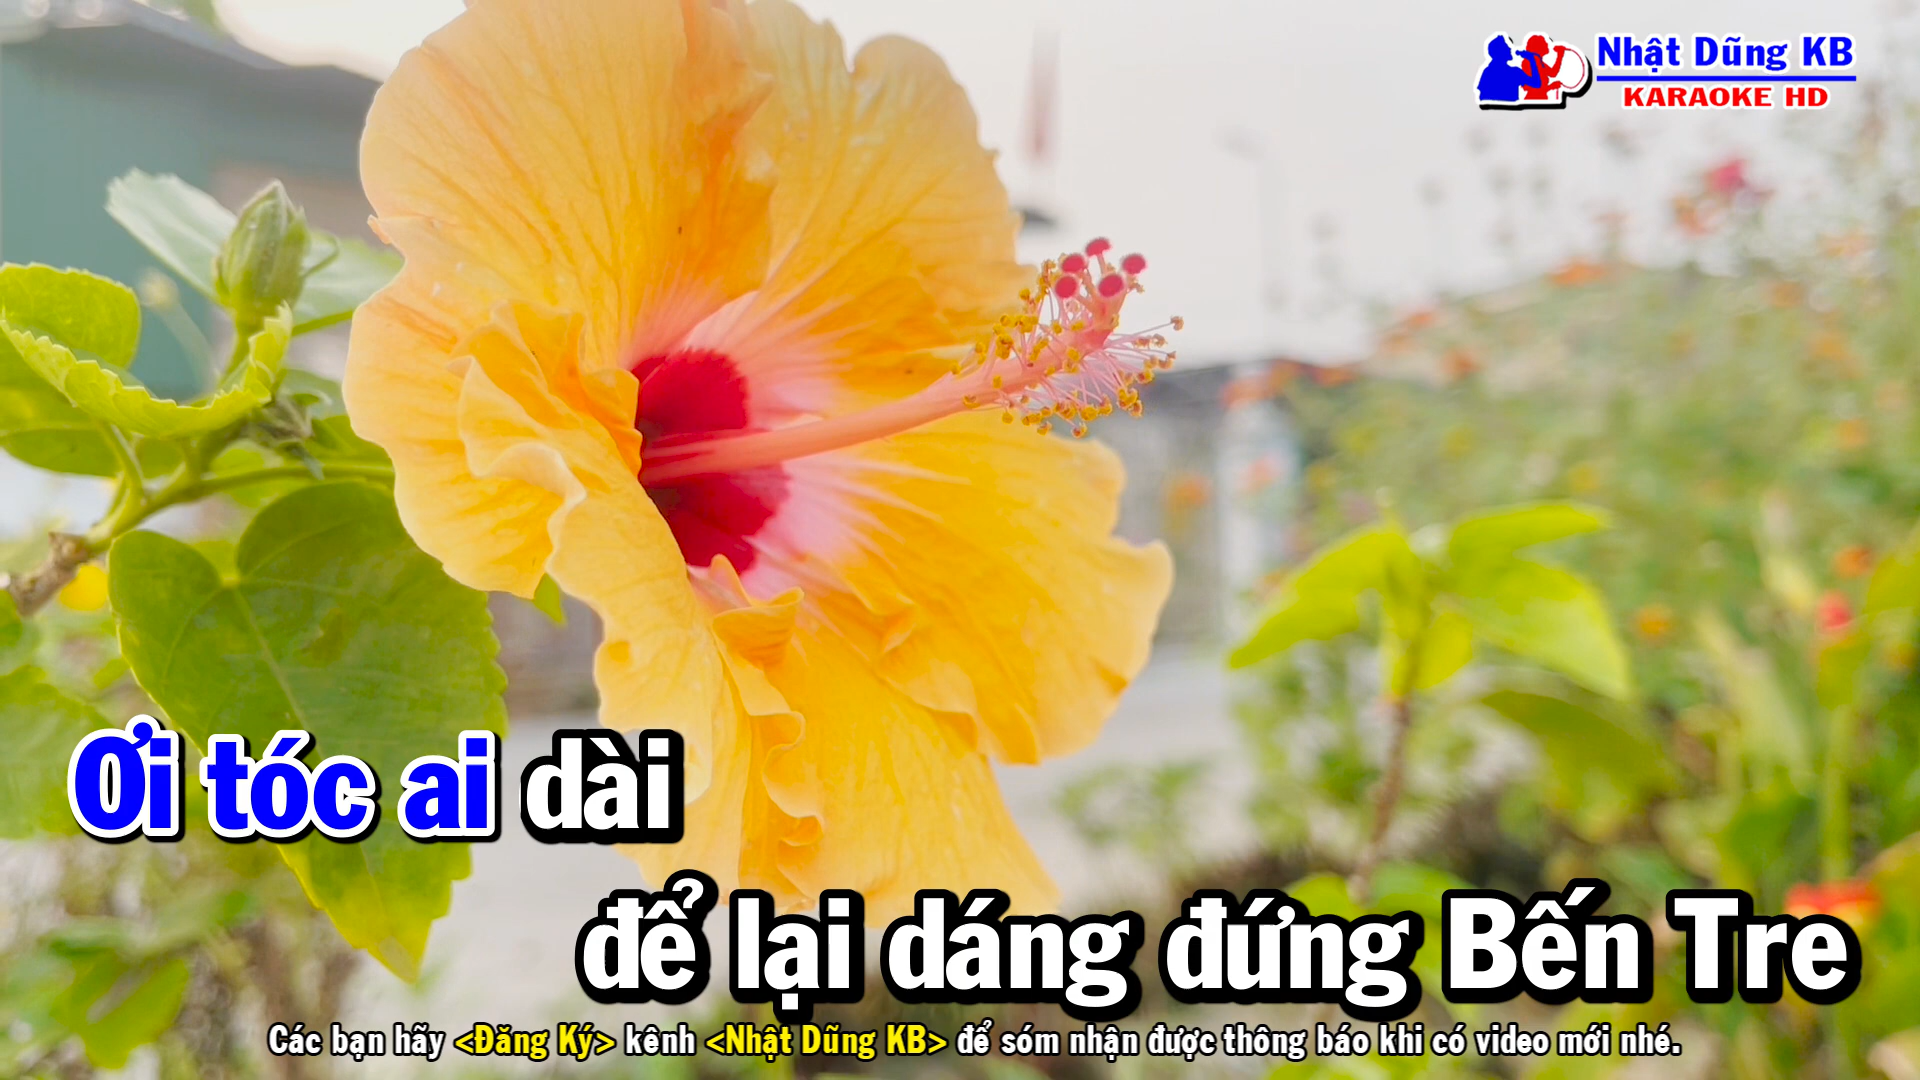 Nhật Dũng KB
KARAOKE HD
Ơi tóc ai dài
để lại dáng đứng Bến Tre
Các bạn hãy <Đăng Ký> kênh <Nhật Dũng KB> để sóm nhận được thông báo khi có video mới nhé.